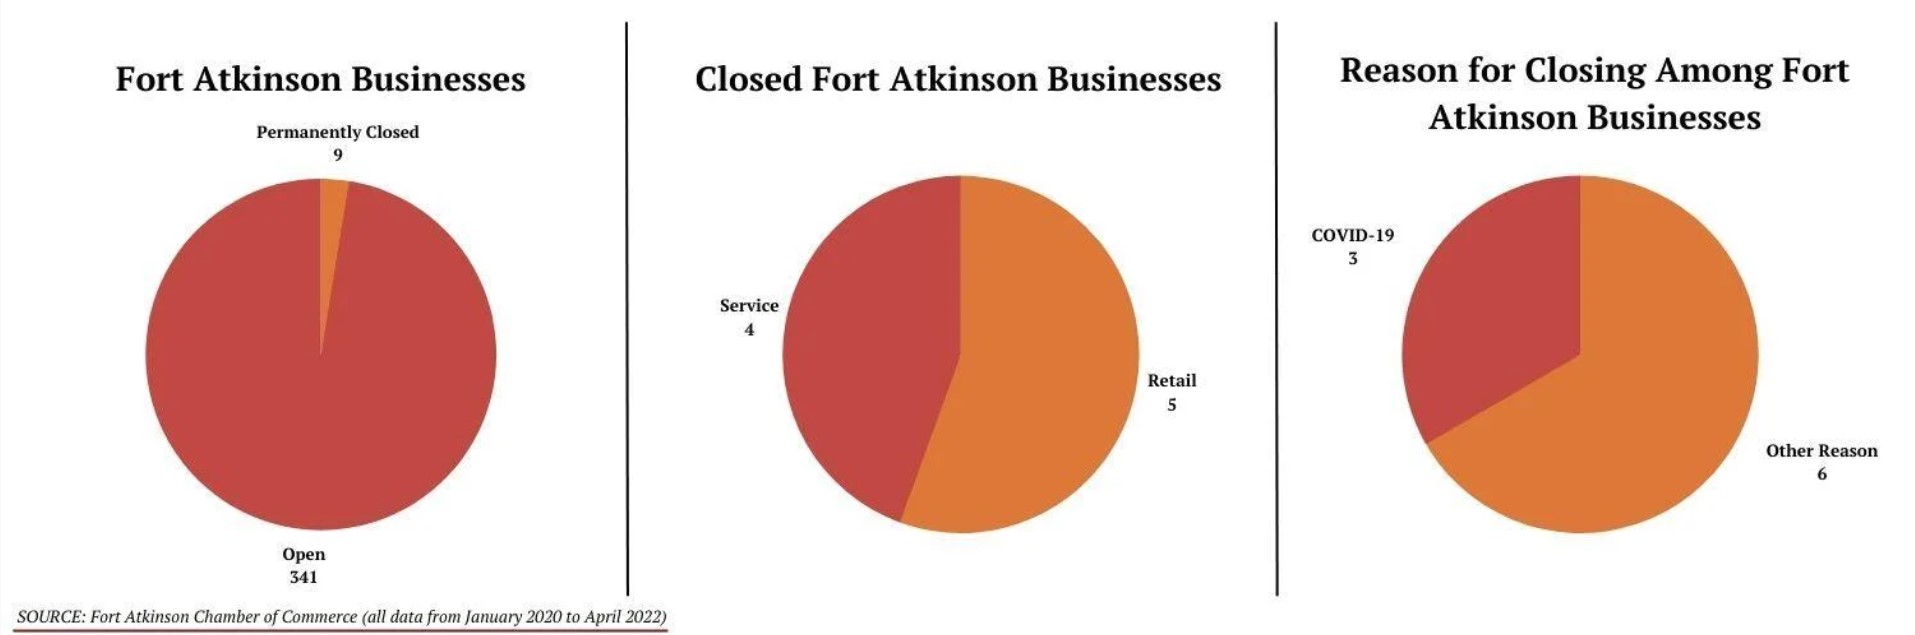 Fort Atkinson Businesses
Permanently Closed
9
Open
341
Closed Fort Atkinson Businesses
Service
4
Retail
5
Reason for Closing Among Fort
Atkinson Businesses
COVID-19
3
Other Reason
6
SOURCE: Fort Atkinson Chamber of Commerce (all data from January 2020 to April 2022)